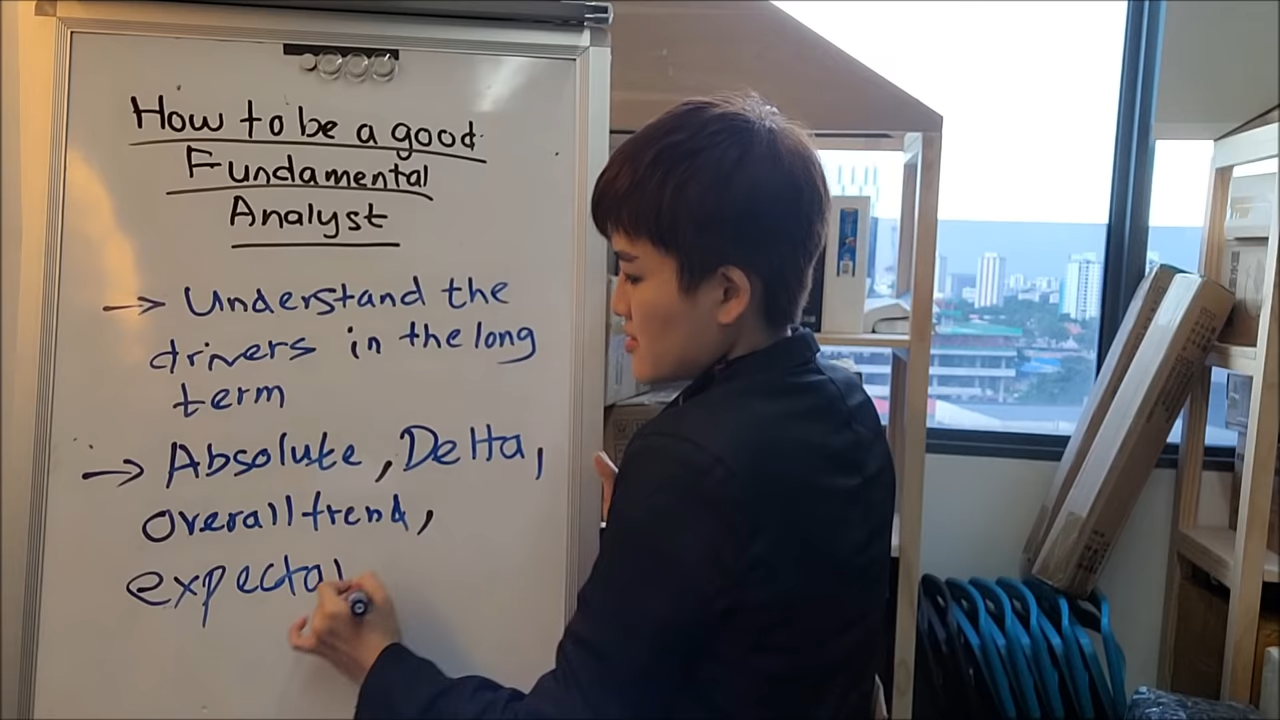 How to be a good
Fundamental
Analyst
→ Understand the
drivers in the long
term
→ Absolute, Delta,
overall trend,
expecta